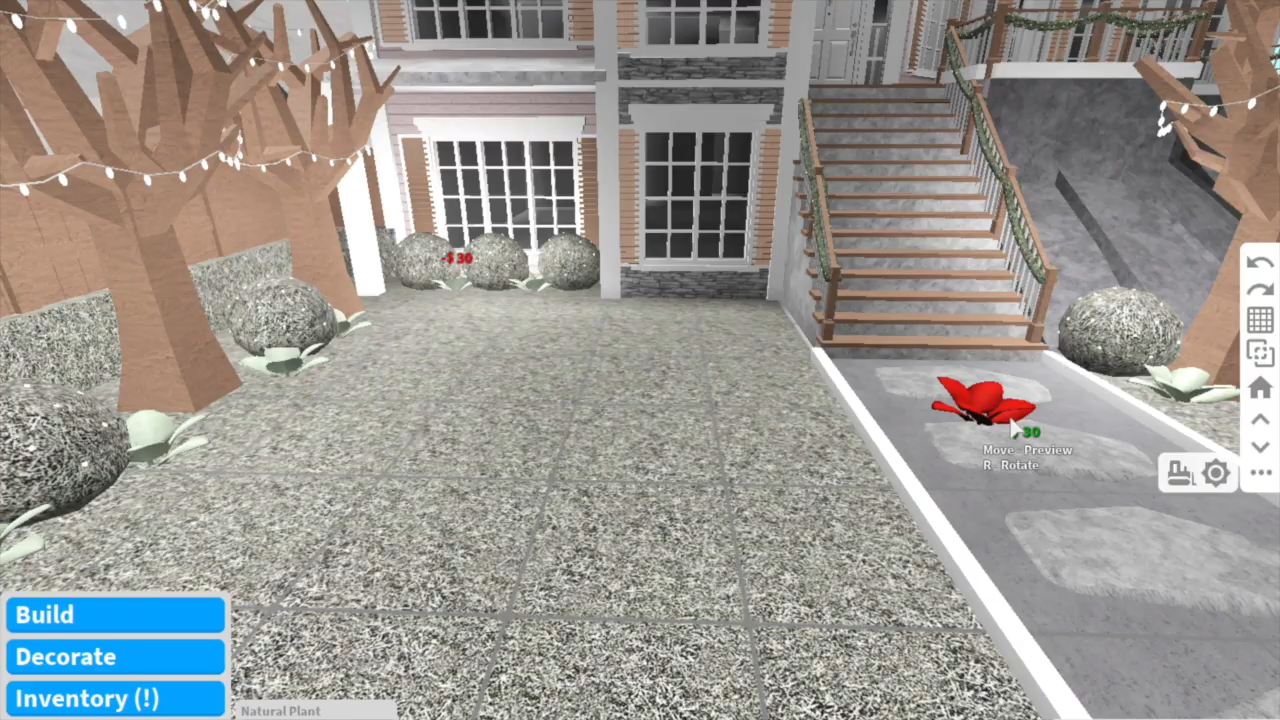 -$ 30
30
Move Preview
R Rotate
Build
Decorate
Inventory (!)
Natural Plant